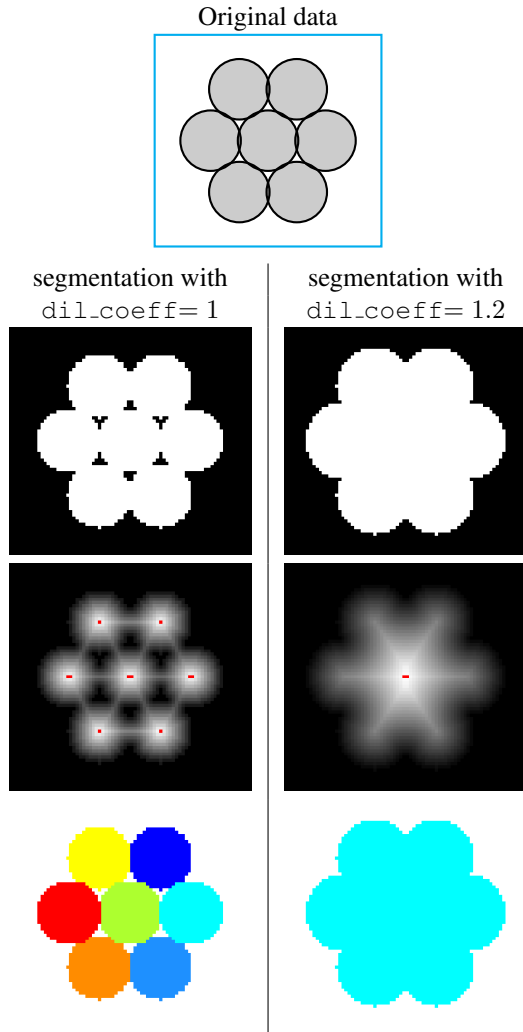 Original data
segmentation with
dil_coeff= 1
segmentation with
dil_coeff= 1.2